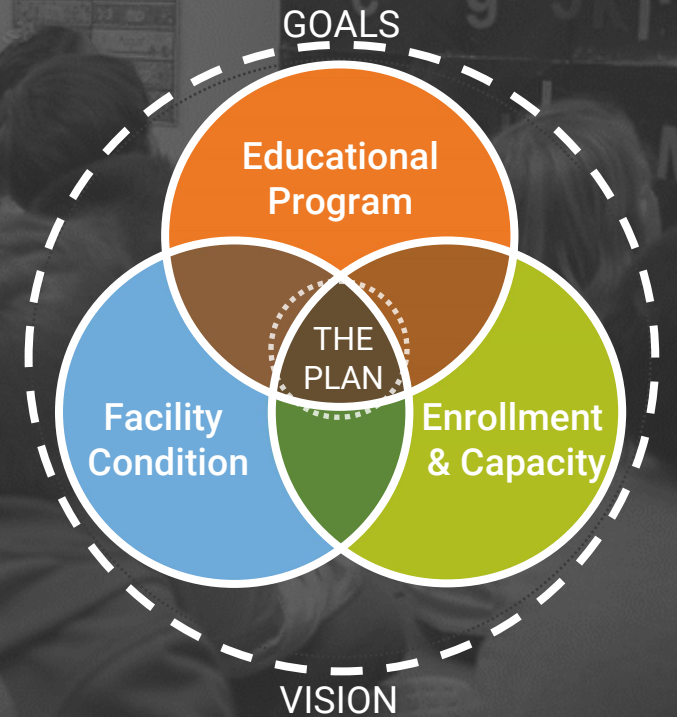 GOALS
Educational
Program
THE
PLAN
Facility
Condition
Enrollment
& Capacity
VISION